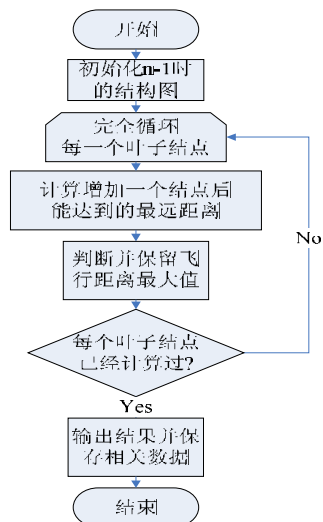 开始
初始化n-1时
的结构图
完全循环
每一个叶子结点
计算增加一个结点后
能达到的最远距离
No
判断并保留飞
行距离最大值
每个叶子结点
已经计算过?
Yes
输出结果并保
存相关数据
结束